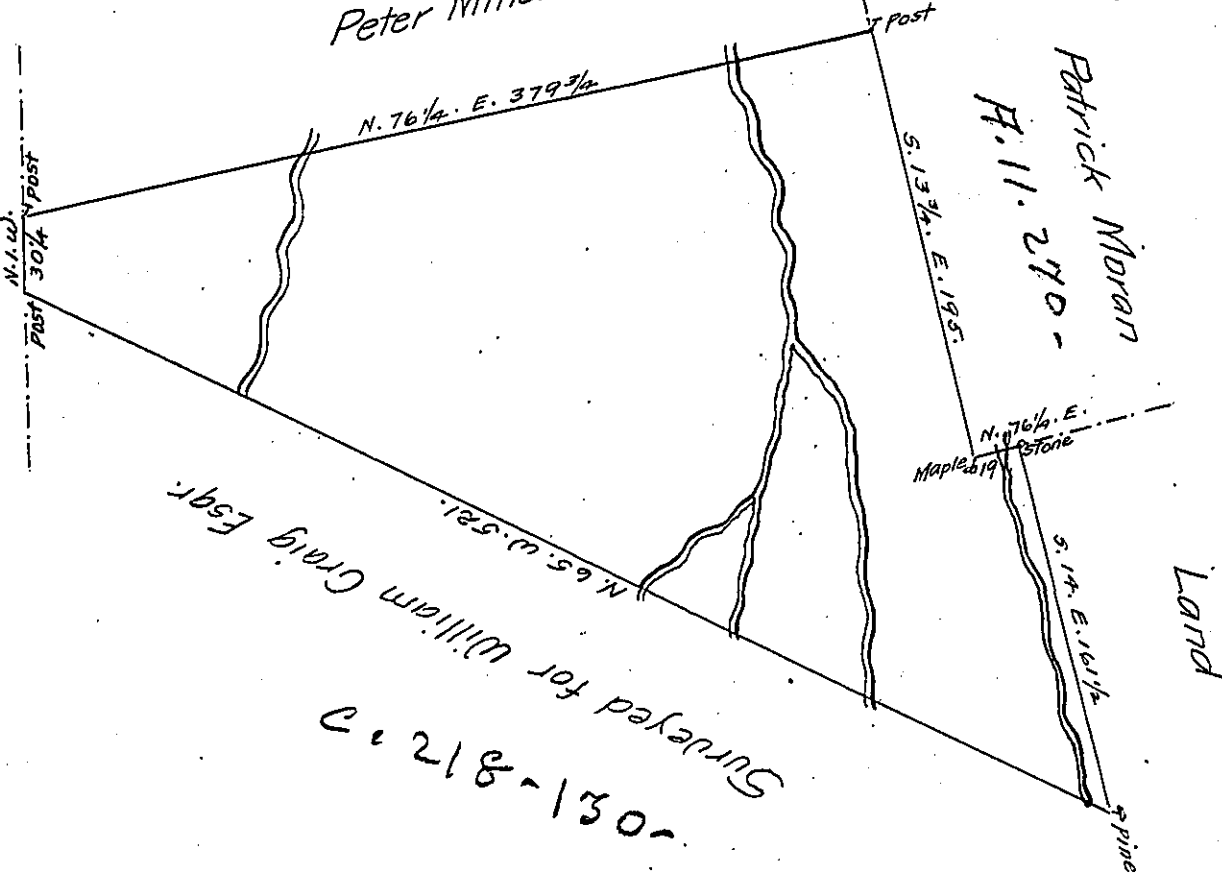 Peter
Post
Patrick Moran
A.11.270-
N. 76¼. E. 379¾
S. 13¾. E. 195.
Post
N.1.W.
30¼
Post
N. 76¼. E.
Maple
19
Stone
S. 14. E. 161½
Land
N. 65. W. 521.
Surveyed for William Craig Esqr.
C. 218-130-
Pine